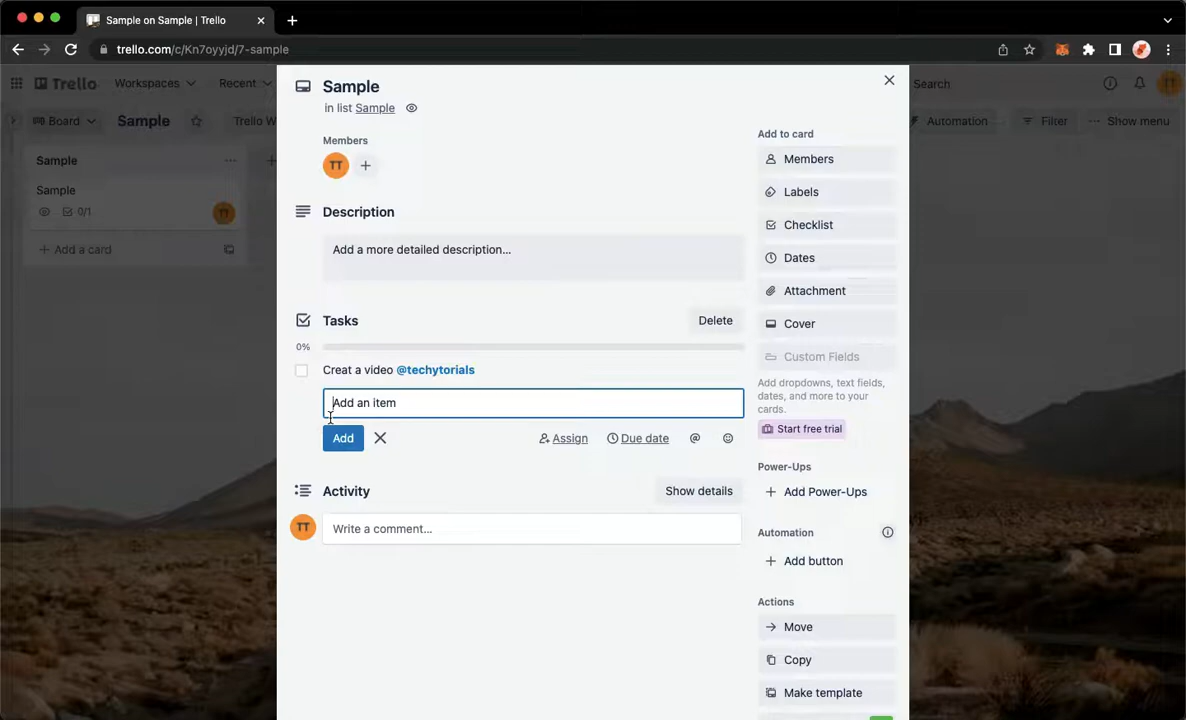 Sample on Sample | Trello
trello.com/c/Kn7oyyjd/7-sample
Trello
Workspaces
Recent
Search
Board
Sample
Trello W
Automation
Filter
Show menu
TT
Sample
Sample
0/1
Add a card
Sample
in list Sample
Members
TT
Description
Add a more detailed description...
Tasks
Delete
0%
Creat a video @techytorials
Add an item
Add
Assign
Due date
@
Activity
Show details
TT
Write a comment...
Add to card
Members
Labels
Checklist
Dates
Attachment
Cover
Custom Fields
Add dropdowns, text fields,
dates, and more to your
cards.
Start free trial
Power-Ups
Add Power-Ups
Automation
Add button
Actions
Move
Copy
Make template